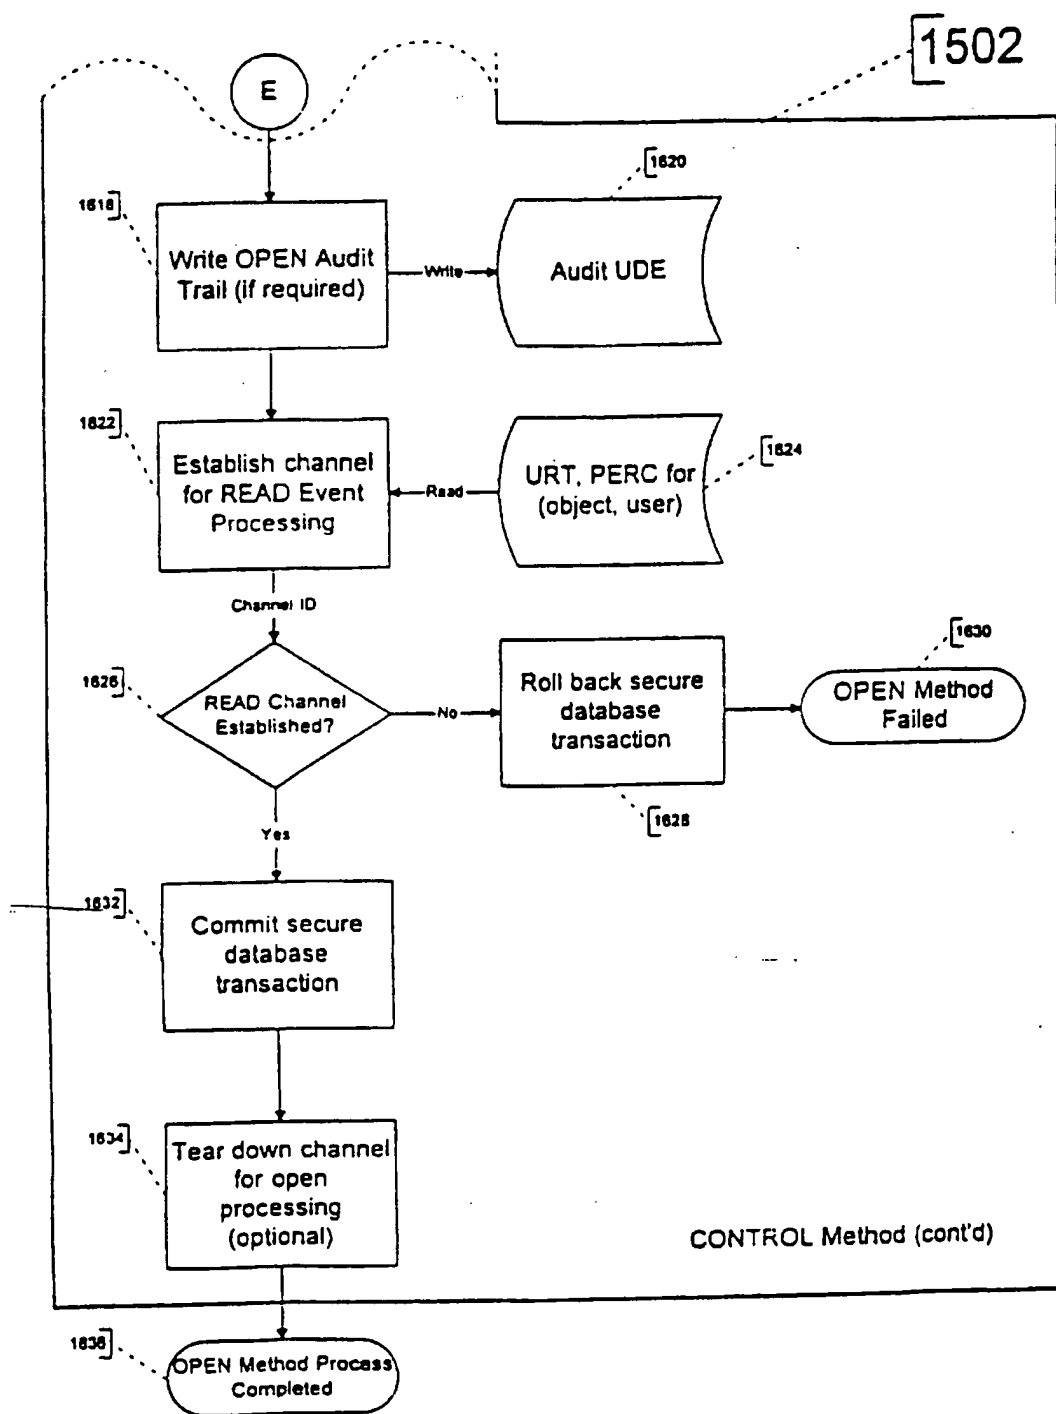 1502
E
1618
Write OPEN Audit
Trail (if required)
Write
1620
Audit UDE
1622
Establish channel
for READ Event
Processing
Read
URT, PERC for
(object, user)
1624
Channel ID
1626
READ Channel
Established?
No
Roll back secure
database
transaction
1628
1630
OPEN Method
Failed
Yes
1632
Commit secure
database
transaction
1634
Tear down channel
for open
processing
(optional)
CONTROL Method (cont'd)
1636
OPEN Method Process
Completed